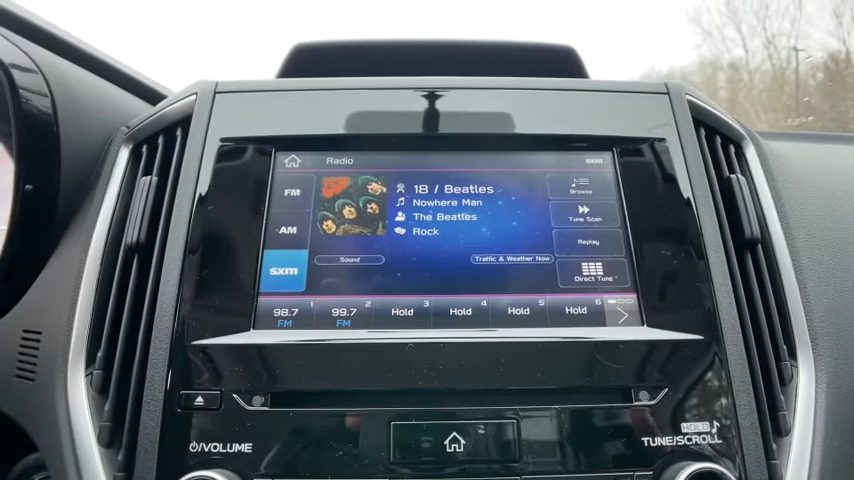 Radio
sxm
FM
18 / Beatles
Browse
Nowhere Man
AM
The Beatles
Tune Scan
Rock
Replay
sxm
Sound
Traffic & Weather Now
Direct Tune
1 2 3 4 5 6
98.7 99.7 Hold Hold Hold Hold
FM FM
HOLD
VOLUME
TUNE/SCROLL